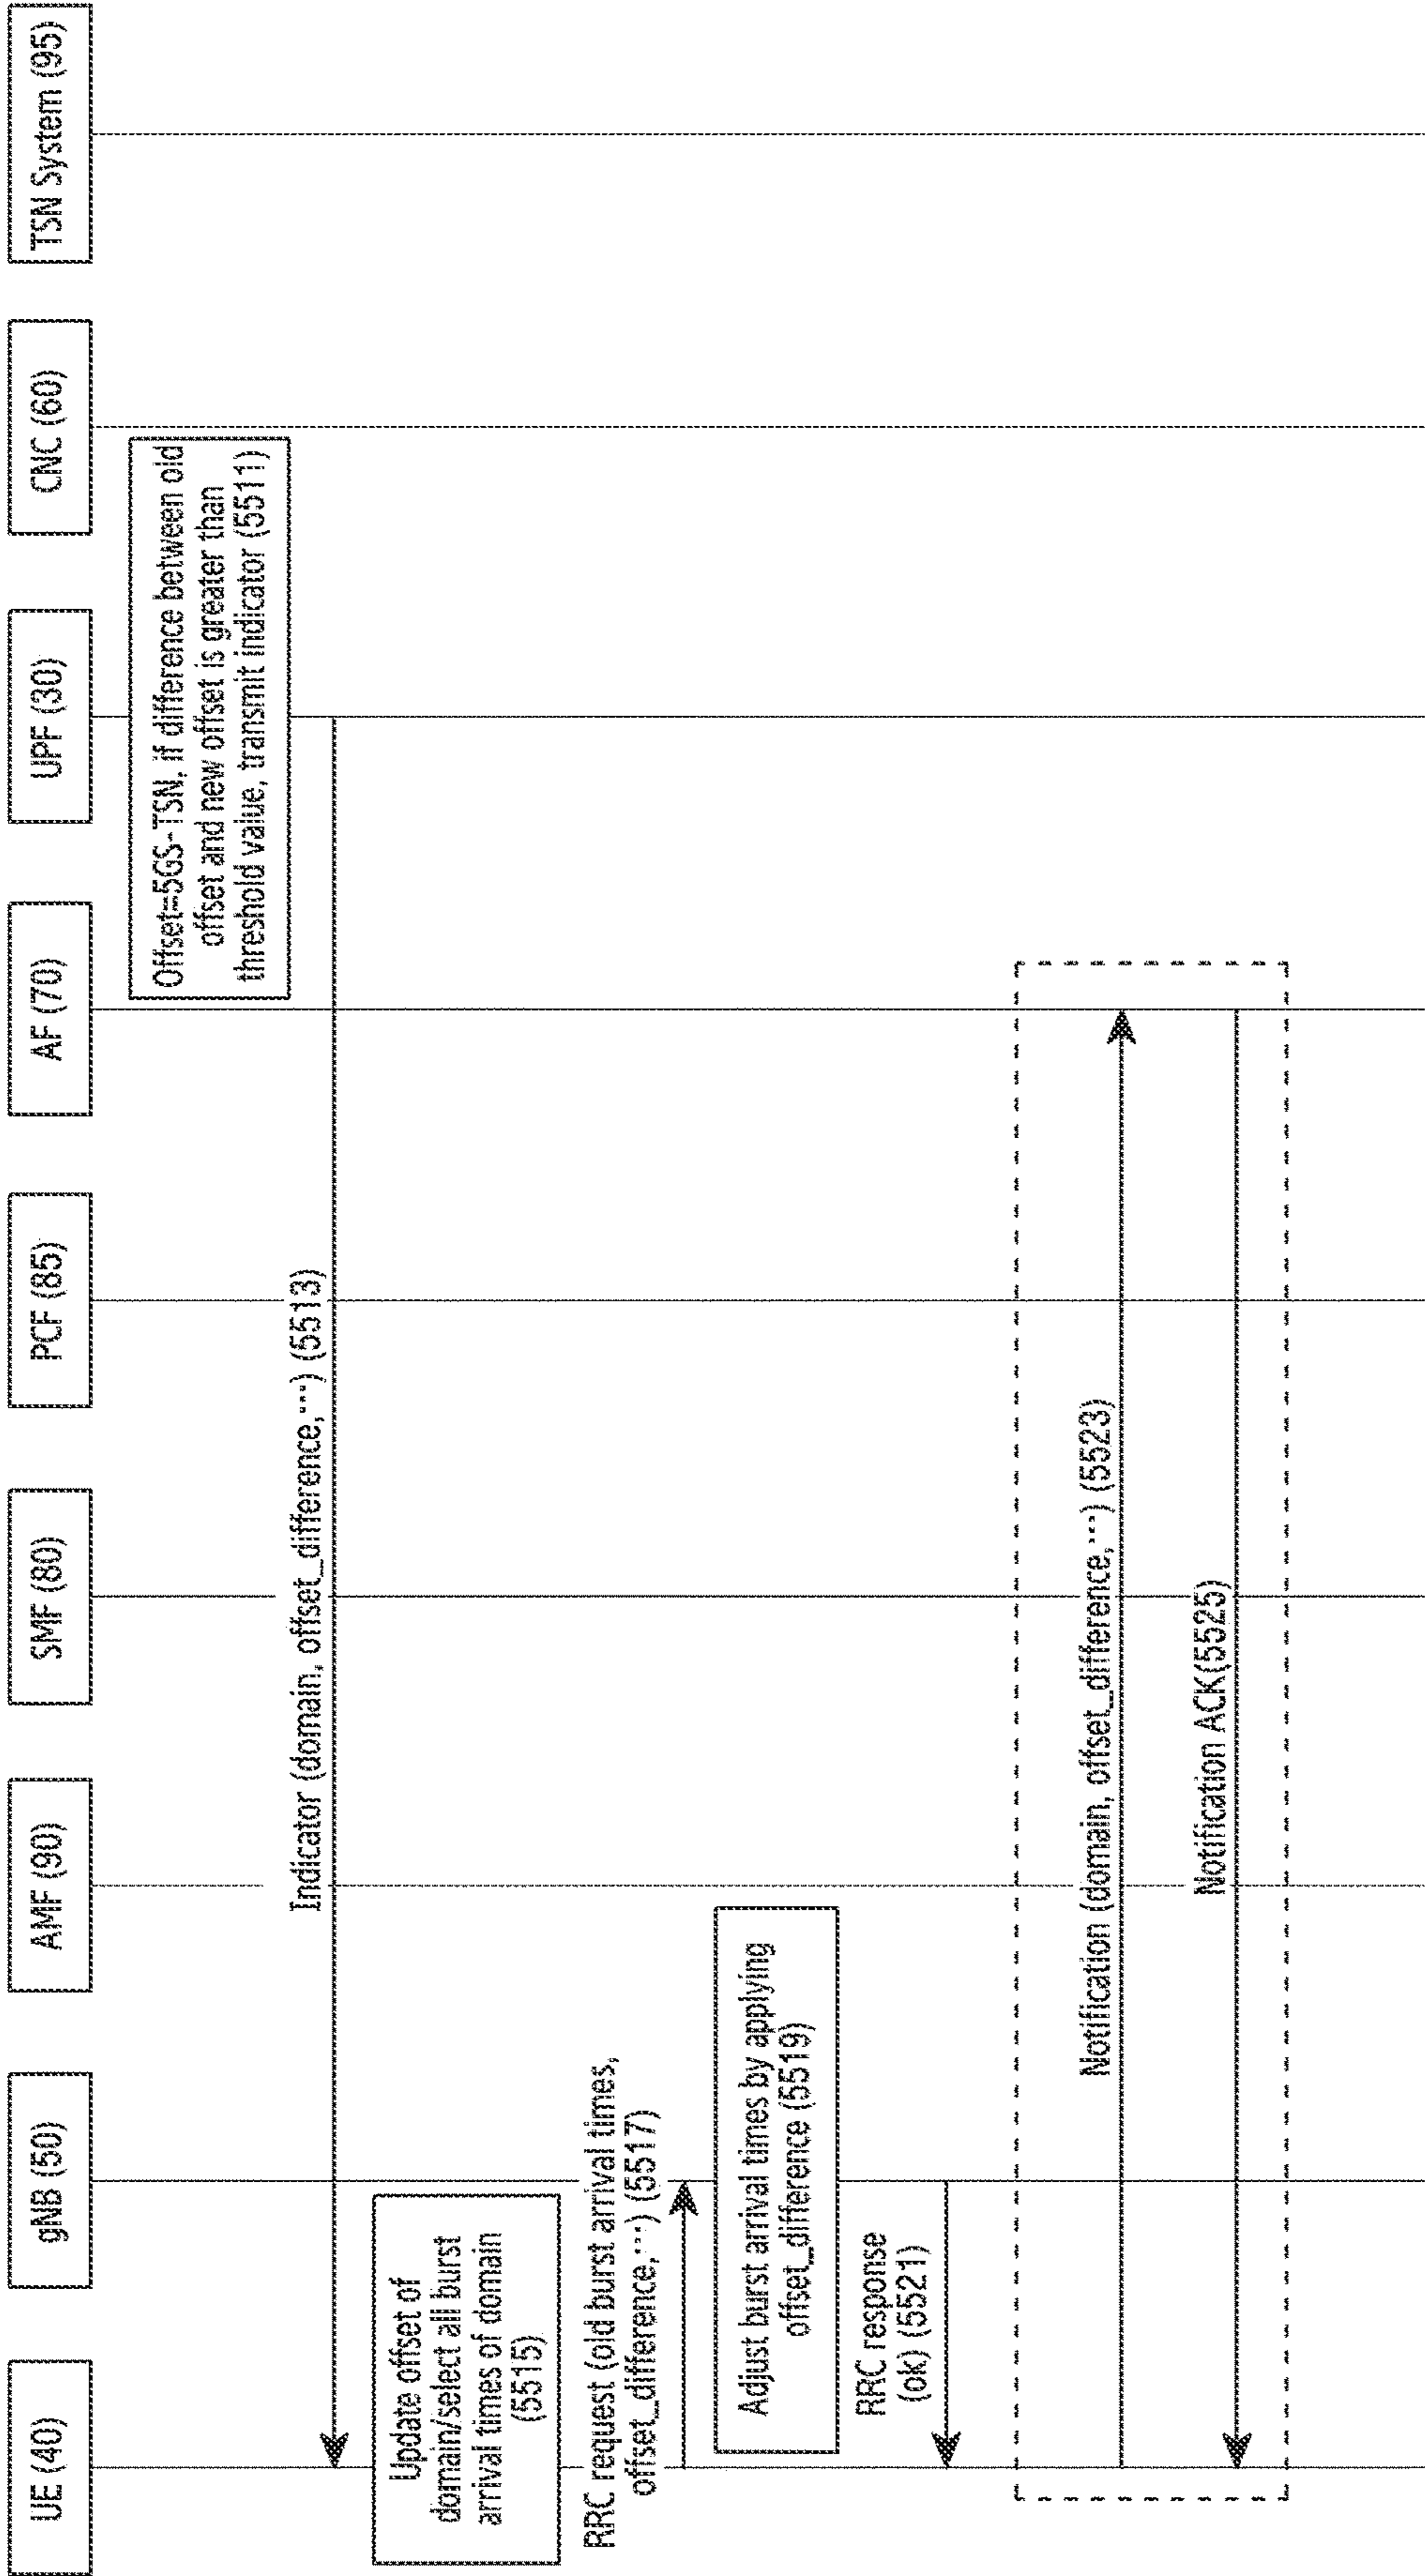 UE (40)
gNB (50)
AMF (90)
SMF (80)
PCF (85)
AF (70)
UPF (30)
CNC (60)
TSN System (95)
Offset=5GS-TSN, if difference between old
offset and new offset is greater than
threshold value, transmit indicator (5511)
Indicator (domain, offset_difference,···) (5513)
Update offset of
domain/select all burst
arrival times of domain
(5515)
RRC request (old burst arrival times,
offset_difference,···) (5517)
Adjust burst arrival times by applying
offset_difference (5519)
RRC response
(ok) (5521)
Notification (domain, offset_difference,···) (5523)
Notification ACK(5525)